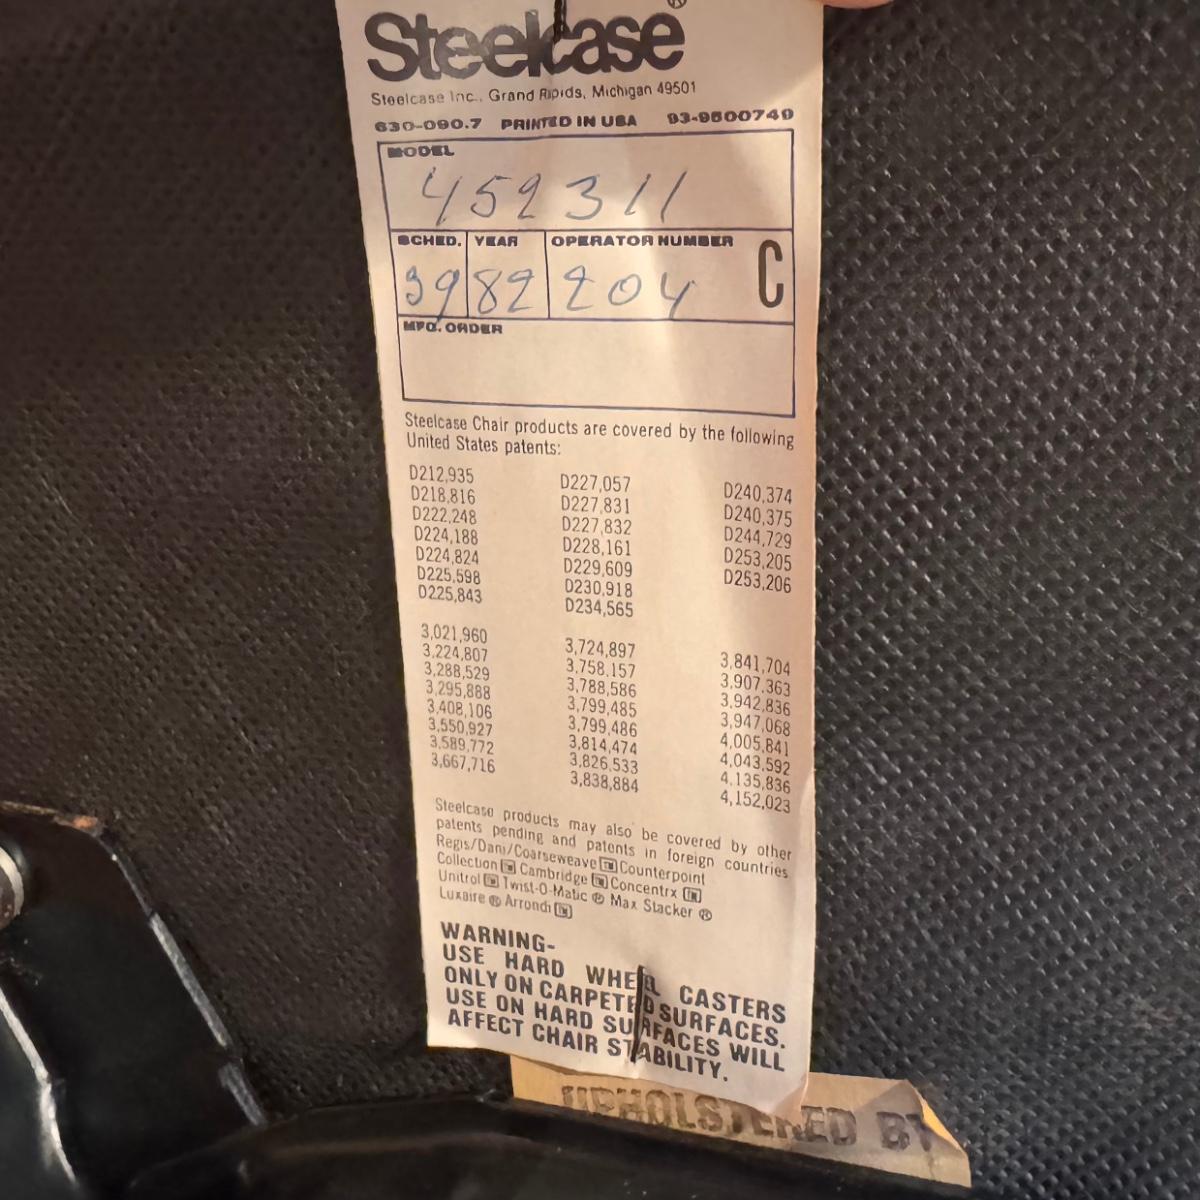 Steelcase®
Steelcase Inc., Grand Rapids, Michigan 49501
630-090.7 PRINTED IN USA 93-9500749
MODEL
459311
SCHED. YEAR OPERATOR NUMBER C
39 82 204
MFG. ORDER
Steelcase Chair products are covered by the following
United States patents:
D212,935 D227,057 D240,374
D218,816 D227,831 D240,375
D222,248 D227,832 D244,729
D224,188 D228,161 D253,205
D224,824 D229,609 D253,206
D225,598 D230,918
D225,843 D234,565
3,021,960 3,724,897 3,841,704
3,224,807 3,758,157 3,907,363
3,288,529 3,788,586 3,942,836
3,295,888 3,799,485 3,947,068
3,408,106 3,799,486 4,005,841
3,550,927 3,814,474 4,043,592
3,589,772 3,826,533 4,135,836
3,667,716 3,838,884 4,152,023
Steelcase products may also be covered by other
patents pending and patents in foreign countries
Regis/Dani/Coarseweave TM Counterpoint
Collection TM Cambridge TM Concentrx TM
Unitrol TM Twist-O-Matic ® Max Stacker ®
Luxaire ® Arrondi TM
WARNING-
USE HARD WHEEL CASTERS
ONLY ON CARPETED SURFACES.
USE ON HARD SURFACES WILL
AFFECT CHAIR STABILITY.
UPHOLSTERED BY